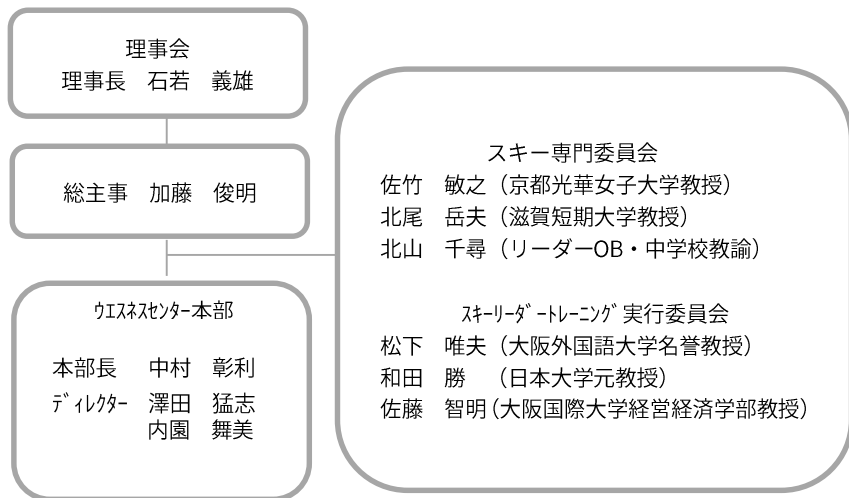 理事会
理事長　石若　義雄
総主事　加藤　俊明
ｳｴｽﾈｽｾﾝﾀｰ本部
本部長　中村　彰利
ﾃﾞｨﾚｸﾀｰ　澤田　猛志
内園　舞美
スキー専門委員会
佐竹　敏之（京都光華女子大学教授）
北尾　岳夫（滋賀短期大学教授）
北山　千尋（リーダーOB・中学校教諭）
ｽｷｰﾘｰﾀﾞｰﾄﾚｰﾆﾝｸﾞ実行委員会
松下　唯夫（大阪外国語大学名誉教授）
和田　勝　（日本大学元教授）
佐藤　智明（大阪国際大学経営経済学部教授）